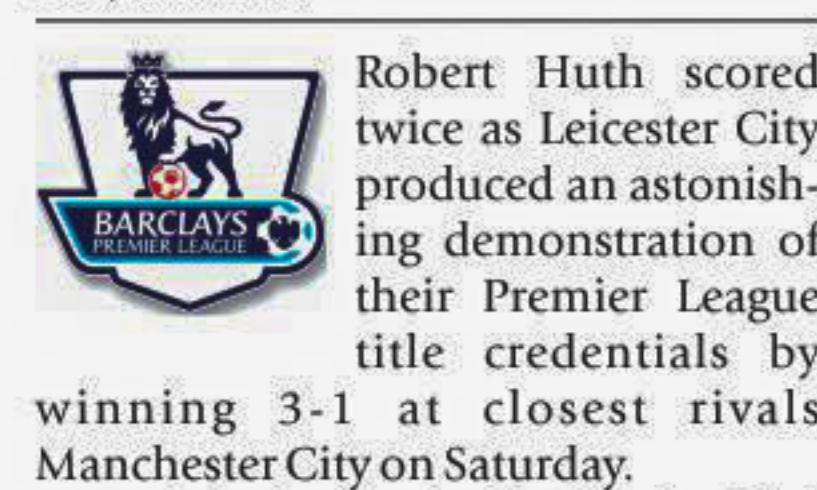 BARCLAYS
PREMIER LEAGUE
Robert Huth scored
twice as Leicester City
produced an astonish-
ing demonstration of
their Premier League
title credentials by
winning 3-1 at closest rivals
Manchester City on Saturday.